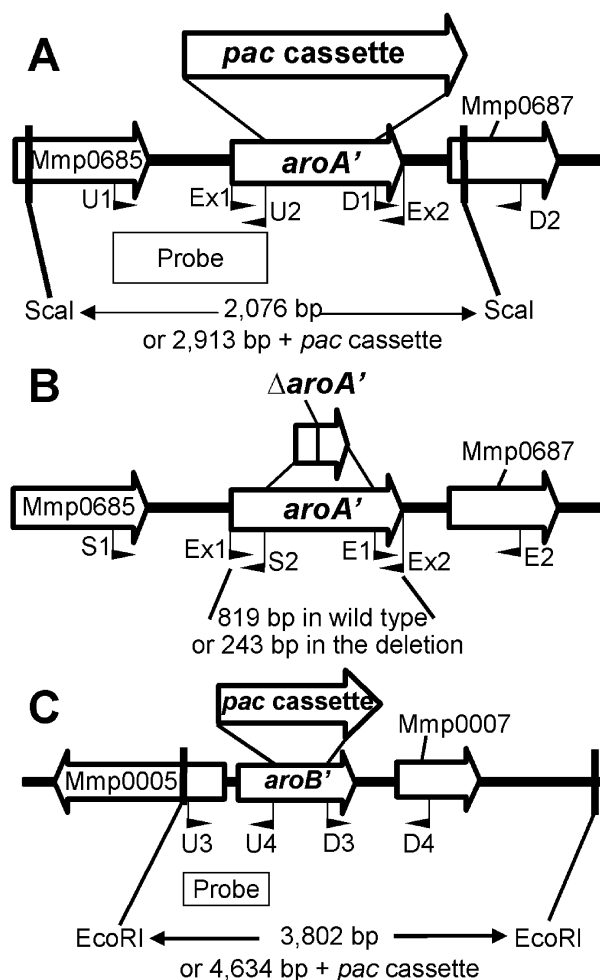 A
pac cassette
Mmp0687
Mmp0685
aroA’
U1
Ex1
U2
D1
Ex2
D2
Probe
ScaI
2,076 bp
ScaI
or 2,913 bp + pac cassette
B
ΔaroA’
Mmp0687
Mmp0685
aroA’
S1
Ex1
S2
E1
Ex2
E2
819 bp in wild type
or 243 bp in the deletion
C
pac cassette
Mmp0007
Mmp0005
aroB’
U3
U4
D3
D4
Probe
EcoRI
3,802 bp
EcoRI
or 4,634 bp + pac cassette